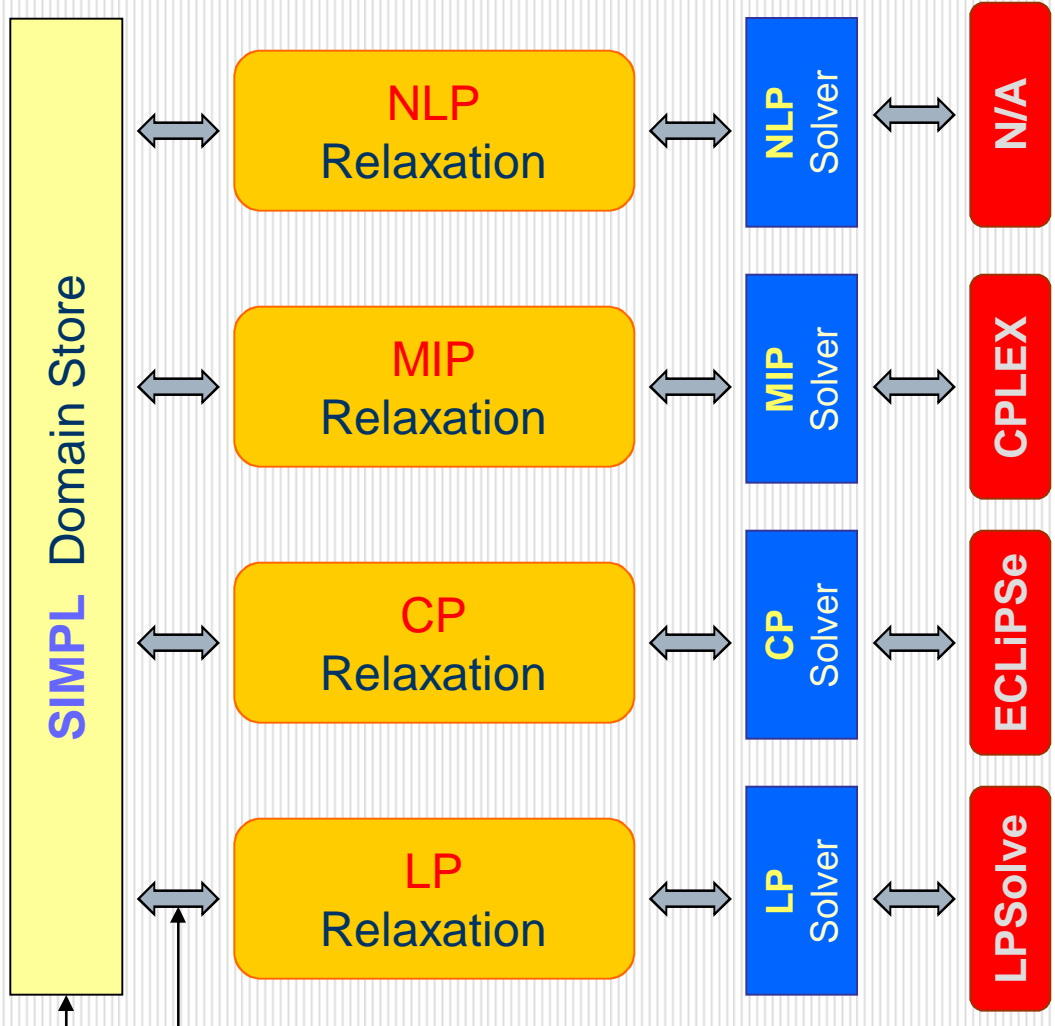 SIMPL Domain Store
NLP
Relaxation
NLP
Solver
N/A
MIP
Relaxation
MIP
Solver
CPLEX
CP
Relaxation
CP
Solver
ECLiPSe
LP
Relaxation
LP
Solver
LPSolve